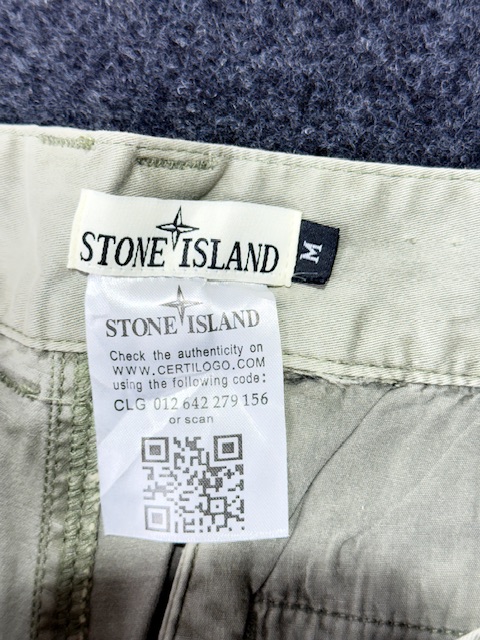 STONE ISLAND
M
STONE ISLAND
Check the authenticity on
WWW.CERTILOGO.COM
using the following code:
CLG 012 642 279 156
or scan